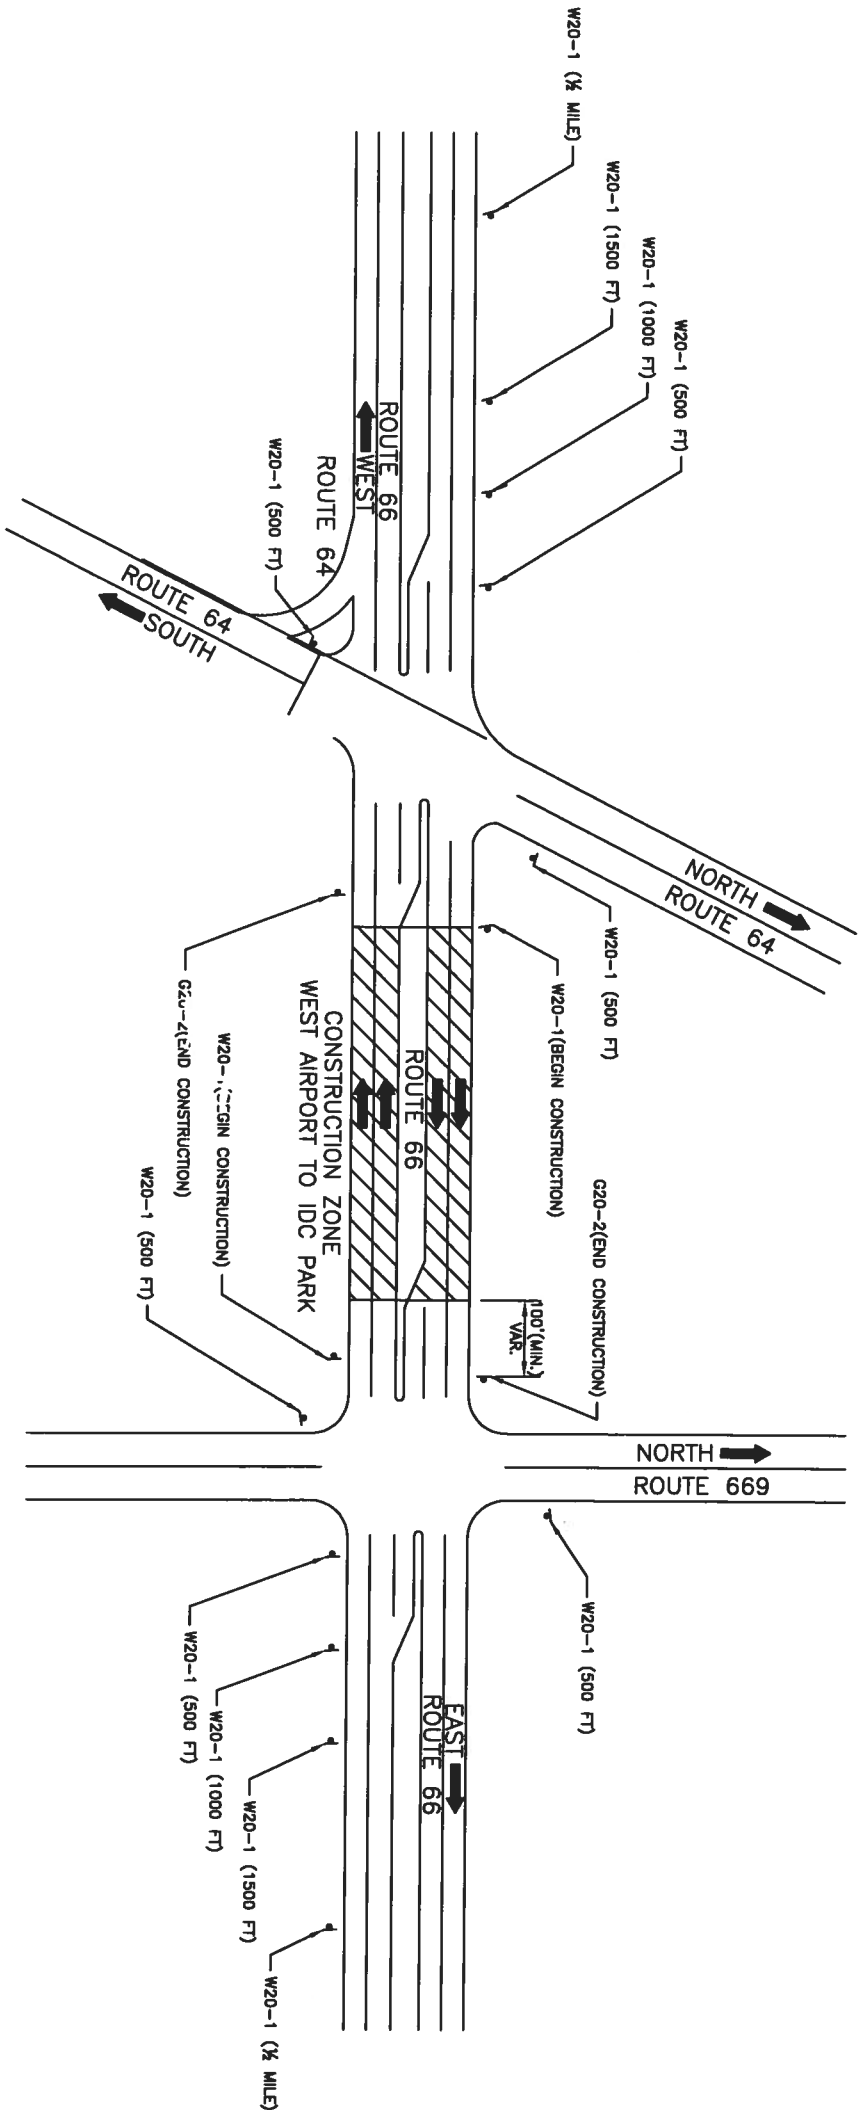 W20-1 (½ MILE)
W20-1 (1500 FT)
W20-1 (1000 FT)
W20-1 (500 FT)
ROUTE 66
WEST
ROUTE 64
W20-1 (500 FT)
ROUTE 64
SOUTH
NORTH
ROUTE 64
W20-1 (500 FT)
W20-1(BEGIN CONSTRUCTION)
G20-2(END CONSTRUCTION)
100'(MIN.)
VAR.
ROUTE 66
CONSTRUCTION ZONE
WEST AIRPORT TO IDC PARK
(END CONSTRUCTION)
CONSTRUCTION)
W20-1 (500 FT)
NORTH
ROUTE 669
W20-1 (500 FT)
EAST
ROUTE 66
W20-1 (500 FT)
W20-1 (1000 FT)
W20-1 (1500 FT)
W20-1 (½ MILE)